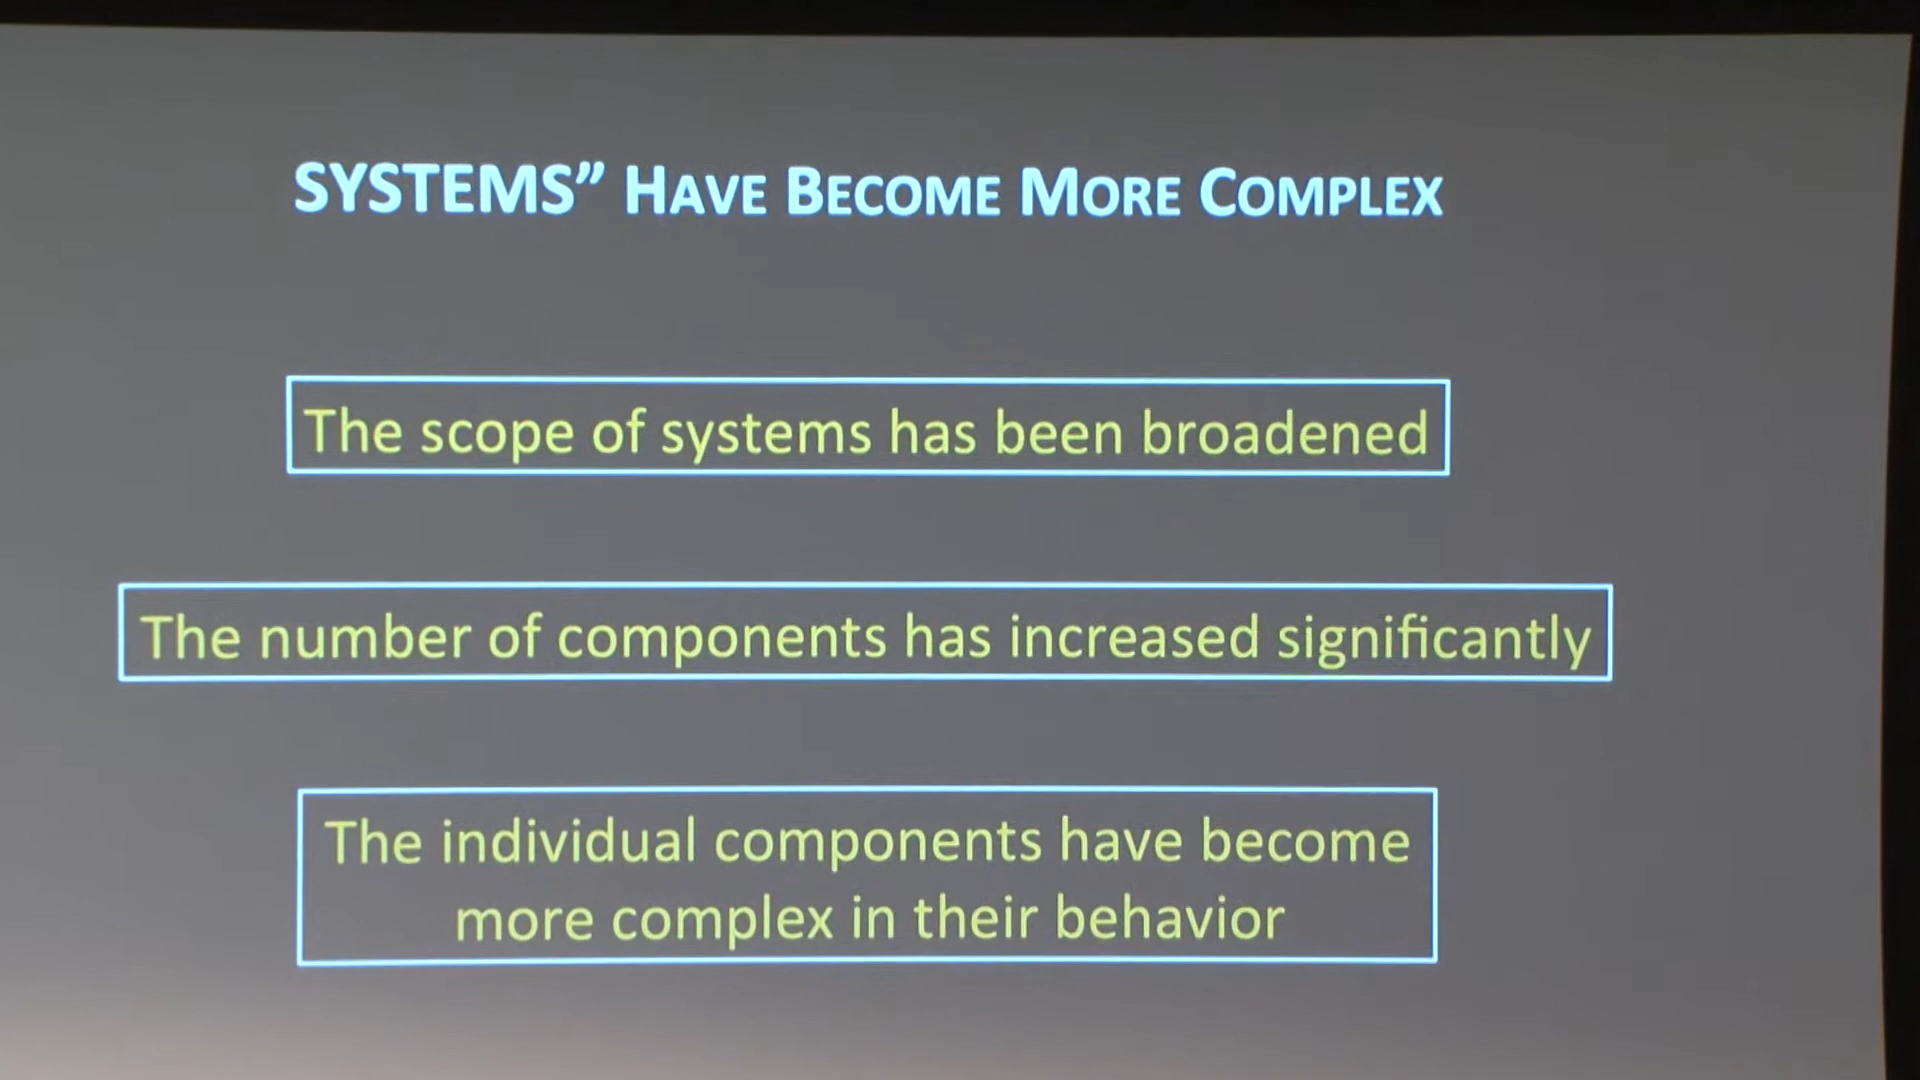 SYSTEMS” HAVE BECOME MORE COMPLEX
The scope of systems has been broadened
The number of components has increased significantly
The individual components have become
more complex in their behavior